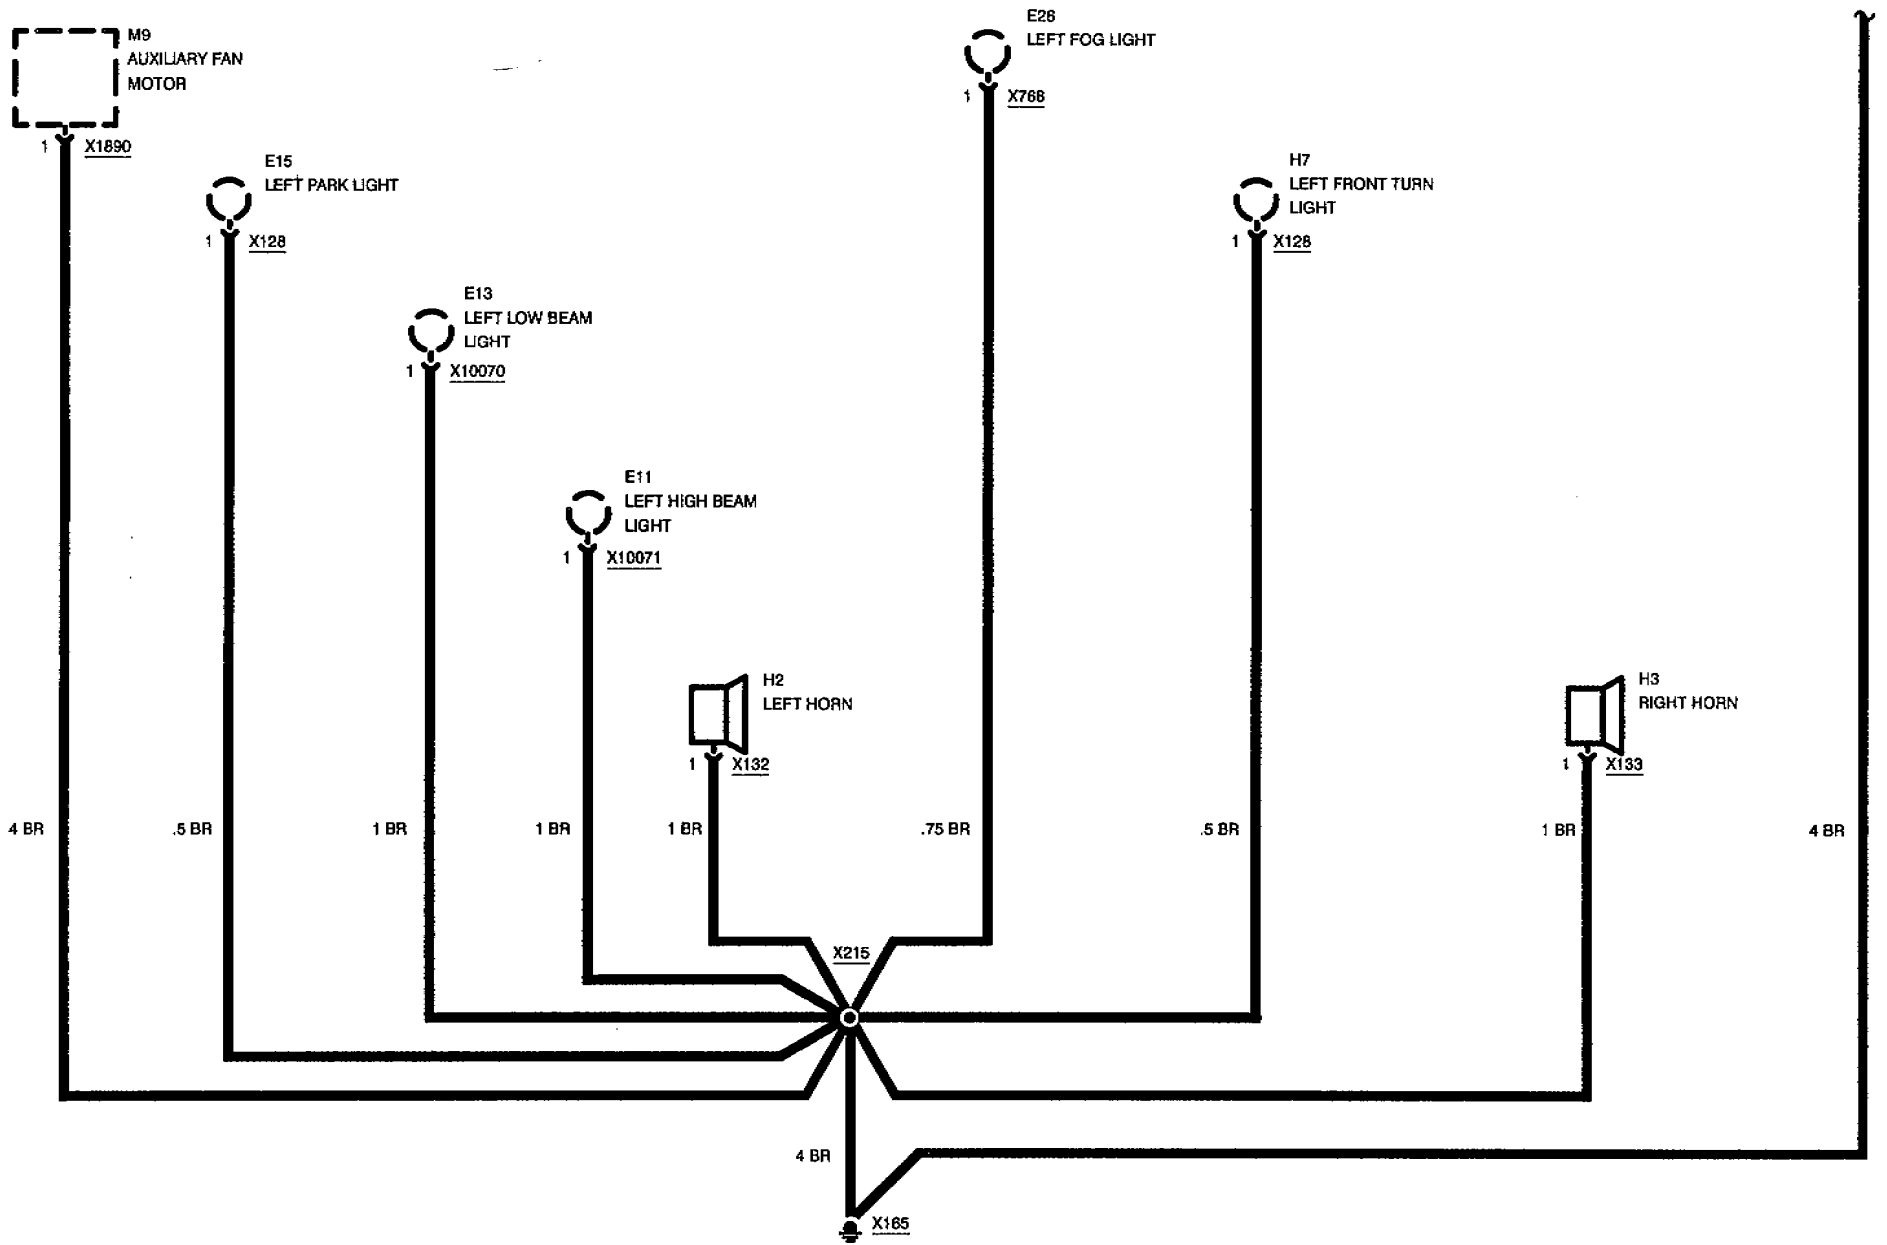 M9
AUXILIARY FAN
MOTOR
1 X1890
E15
LEFT PARK LIGHT
1 X128
E13
LEFT LOW BEAM
LIGHT
1 X10070
E11
LEFT HIGH BEAM
LIGHT
1 X10071
H2
LEFT HORN
1 X132
E26
LEFT FOG LIGHT
1 X768
H7
LEFT FRONT TURN
LIGHT
1 X128
H3
RIGHT HORN
1 X133
4 BR
.5 BR
1 BR
1 BR
1 BR
.75 BR
.5 BR
1 BR
4 BR
X215
4 BR
X165